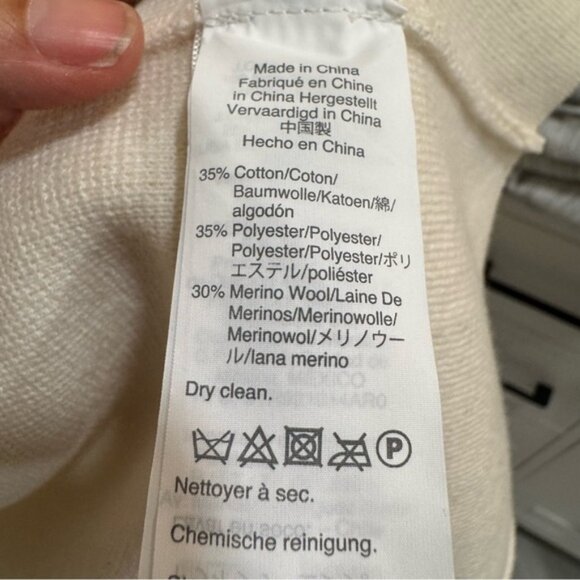 Made in China
Fabriqué en Chine
in China Hergestellt
Vervaardigd in China
中国製
Hecho en China
35% Cotton/Coton/
Baumwolle/Katoen/綿/
algodón
35% Polyester/Polyester/
Polyester/Polyester/ポリ
エステル/poliéster
30% Merino Wool/Laine De
Merinos/Merinowolle/
Merinowol/メリノウー
ル/lana merino
Dry clean.
P
Nettoyer à sec.
Chemische reinigung.